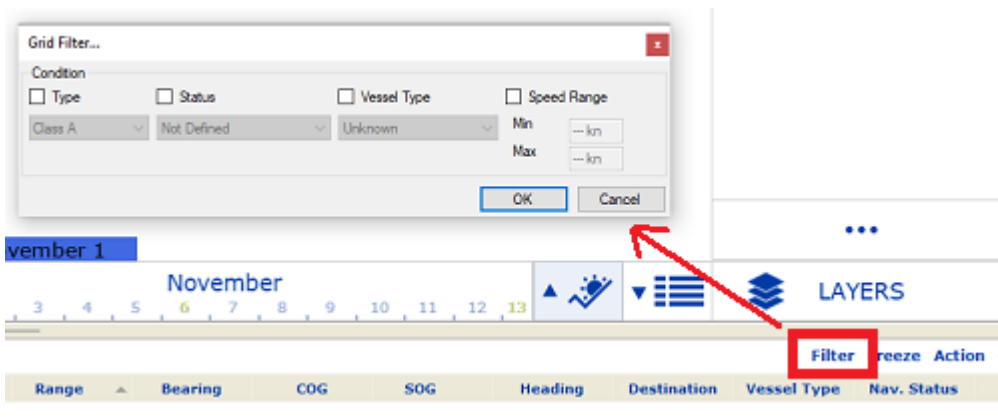 Grid Filter...
x
Condition
Type Status Vessel Type Speed Range
Class A Not Defined Unknown Min --- kn
Max --- kn
OK Cancel
vember 1
November
3 4 5 6 7 8 9 10 11 12 13
LAYERS
Filter reeze Action
Range Bearing COG SOG Heading Destination Vessel Type Nav. Status